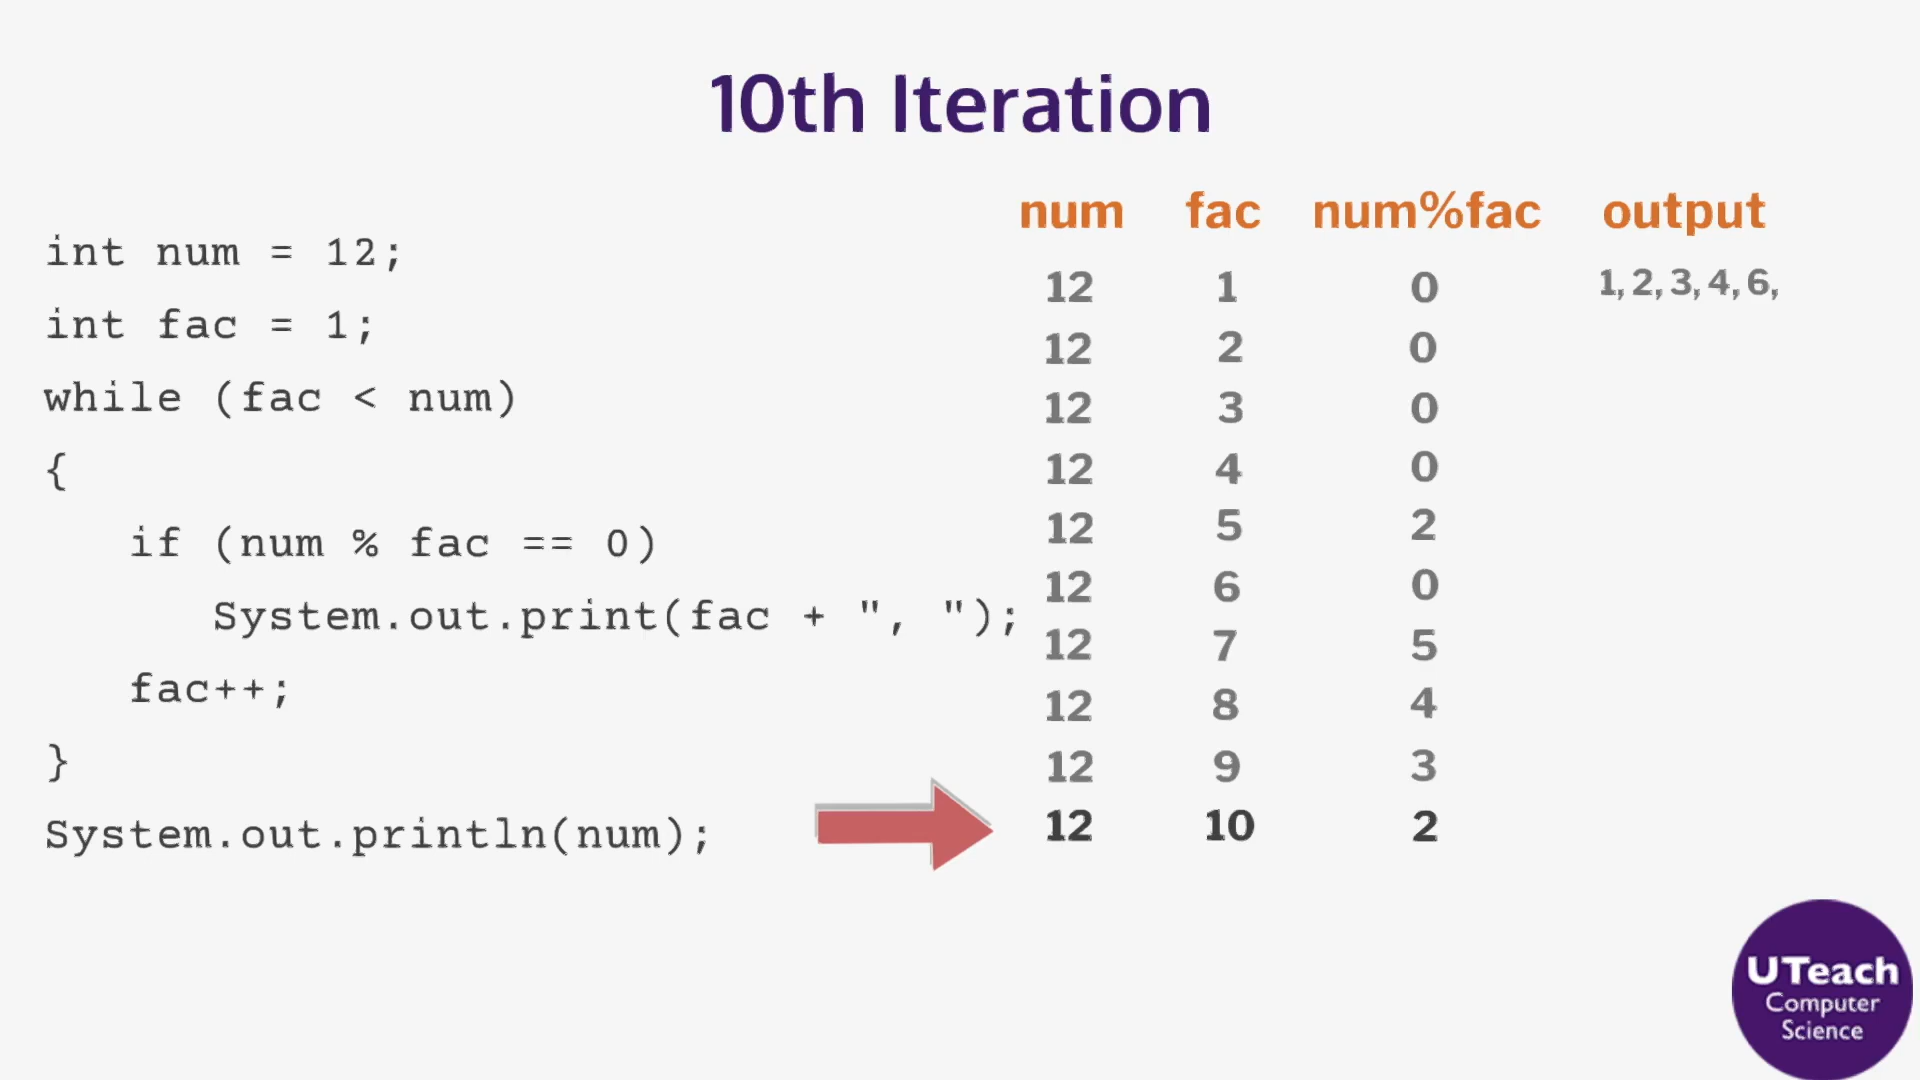 10th Iteration
int num = 12;
int fac = 1;
while (fac < num)
{
if (num % fac == 0)
System.out.print(fac + ", ");
fac++;
}
System.out.println(num);
num fac num%fac output
12 1 0 1, 2, 3, 4, 6,
12 2 0
12 3 0
12 4 0
12 5 2
12 6 0
12 7 5
12 8 4
12 9 3
12 10 2
UTeach
Computer
Science